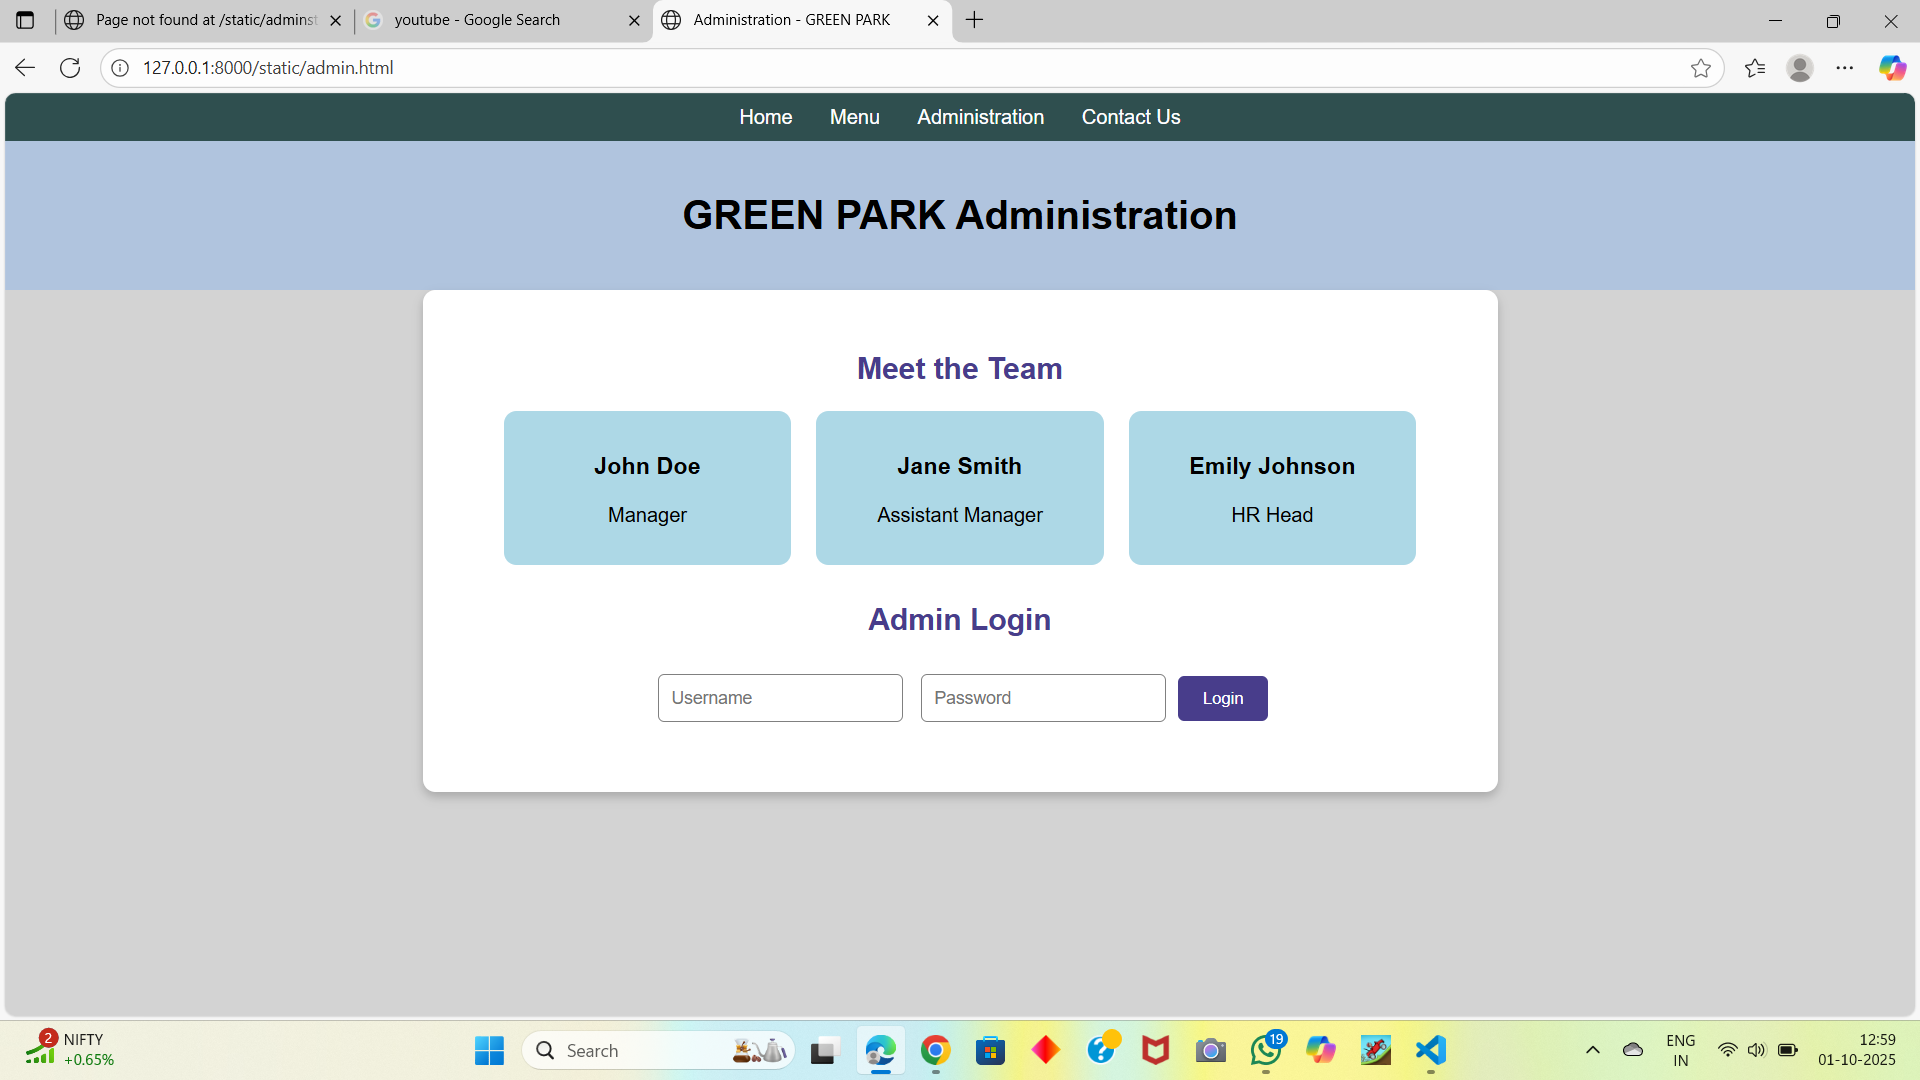 Page not found at /static/adminst
youtube - Google Search
Administration - GREEN PARK
127.0.0.1:8000/static/admin.html
Home Menu Administration Contact Us
GREEN PARK Administration
Meet the Team
John Doe Jane Smith Emily Johnson
Manager Assistant Manager HR Head
Admin Login
Username Password Login
2 NIFTY
+0.65%
Search
19
ENG
IN
12:59
01-10-2025